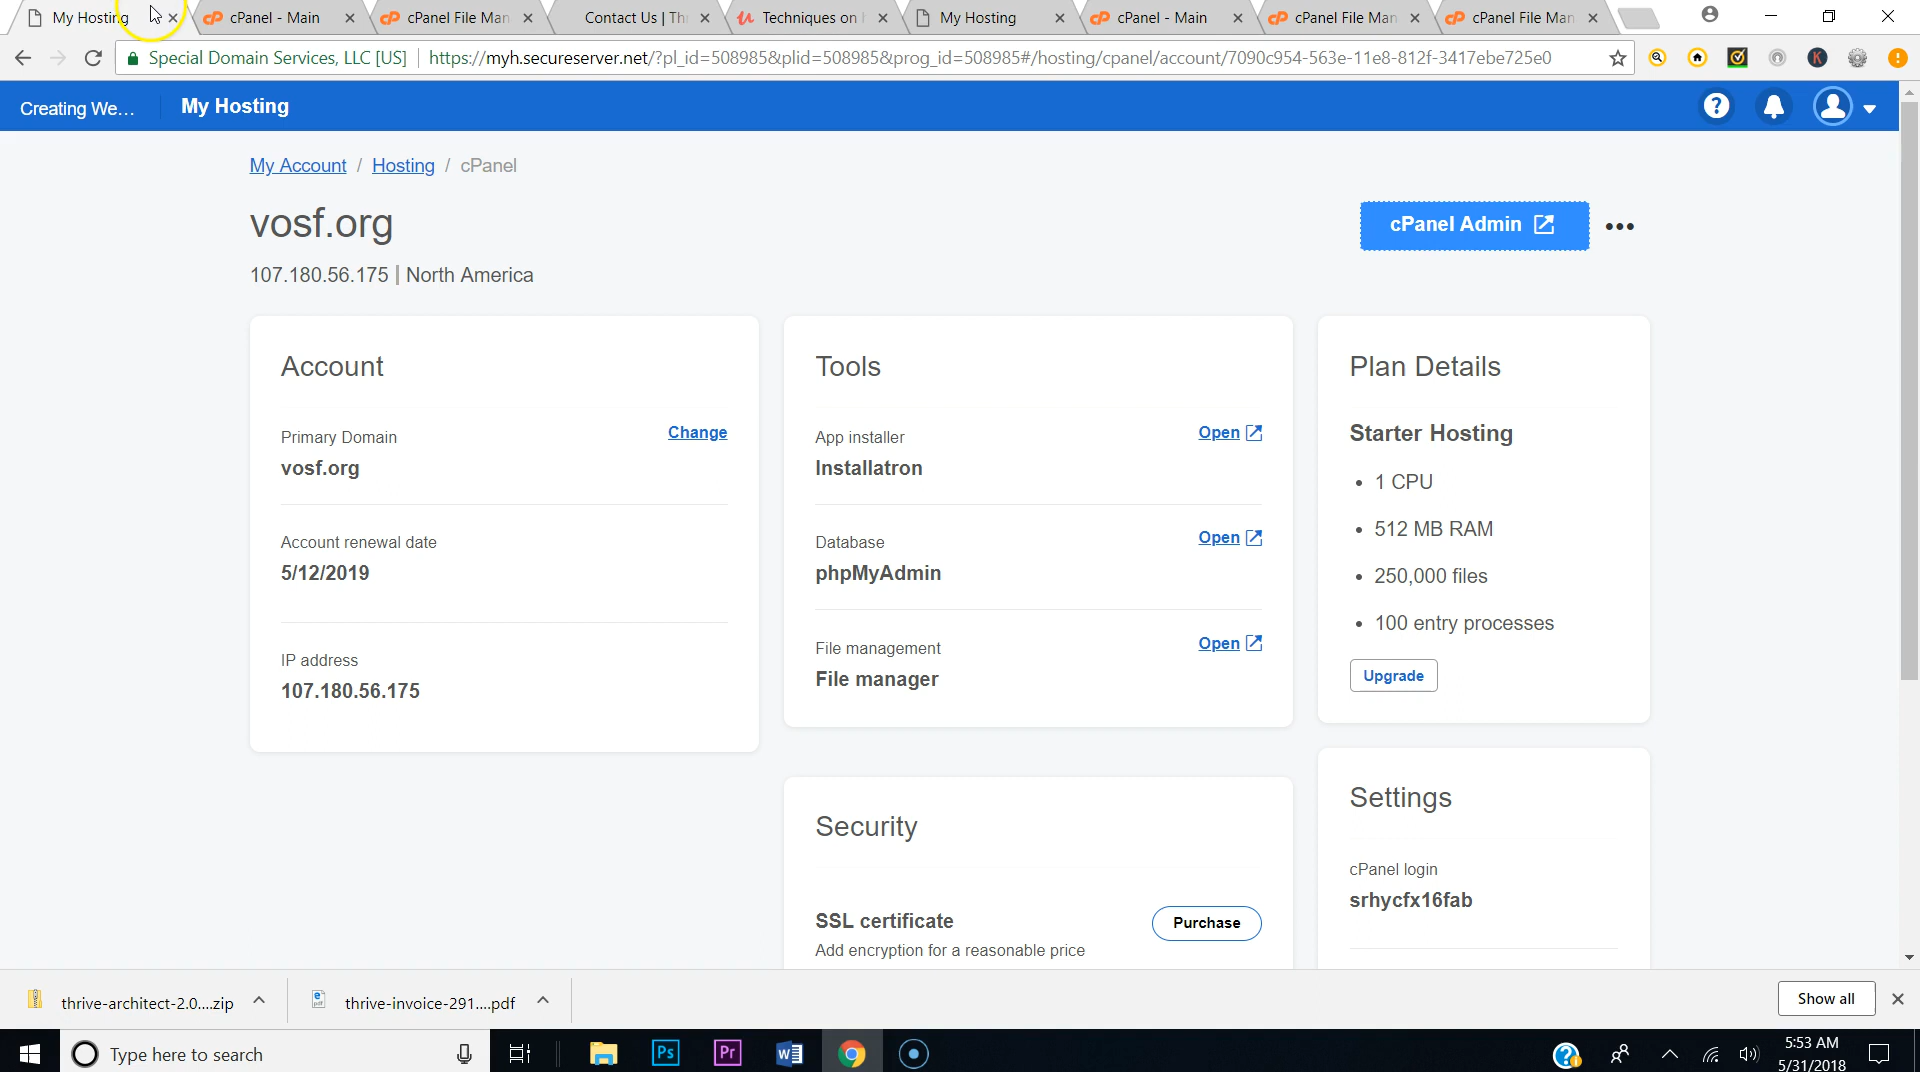 My Hosting
cPanel - Main
cPanel File Man
Contact Us | Th
Techniques on
My Hosting
cPanel - Main
cPanel File Man
cPanel File Man
Special Domain Services, LLC [US]
https://myh.secureserver.net/?pl_id=508985&plid=508985&prog_id=508985#/hosting/cpanel/account/7090c954-563e-11e8-812f-3417ebe725e0
Creating We...
My Hosting
My Account / Hosting / cPanel
vosf.org
cPanel Admin
107.180.56.175 | North America
Account
Primary Domain
Change
vosf.org
Account renewal date
5/12/2019
IP address
107.180.56.175
Tools
App installer
Open
Installatron
Database
Open
phpMyAdmin
File management
Open
File manager
Plan Details
Starter Hosting
• 1 CPU
• 512 MB RAM
• 250,000 files
• 100 entry processes
Upgrade
Security
SSL certificate
Purchase
Add encryption for a reasonable price
Settings
cPanel login
srhycfx16fab
thrive-architect-2.0....zip
thrive-invoice-291....pdf
Show all
Type here to search
Ps
Pr
5:53 AM
5/31/2018